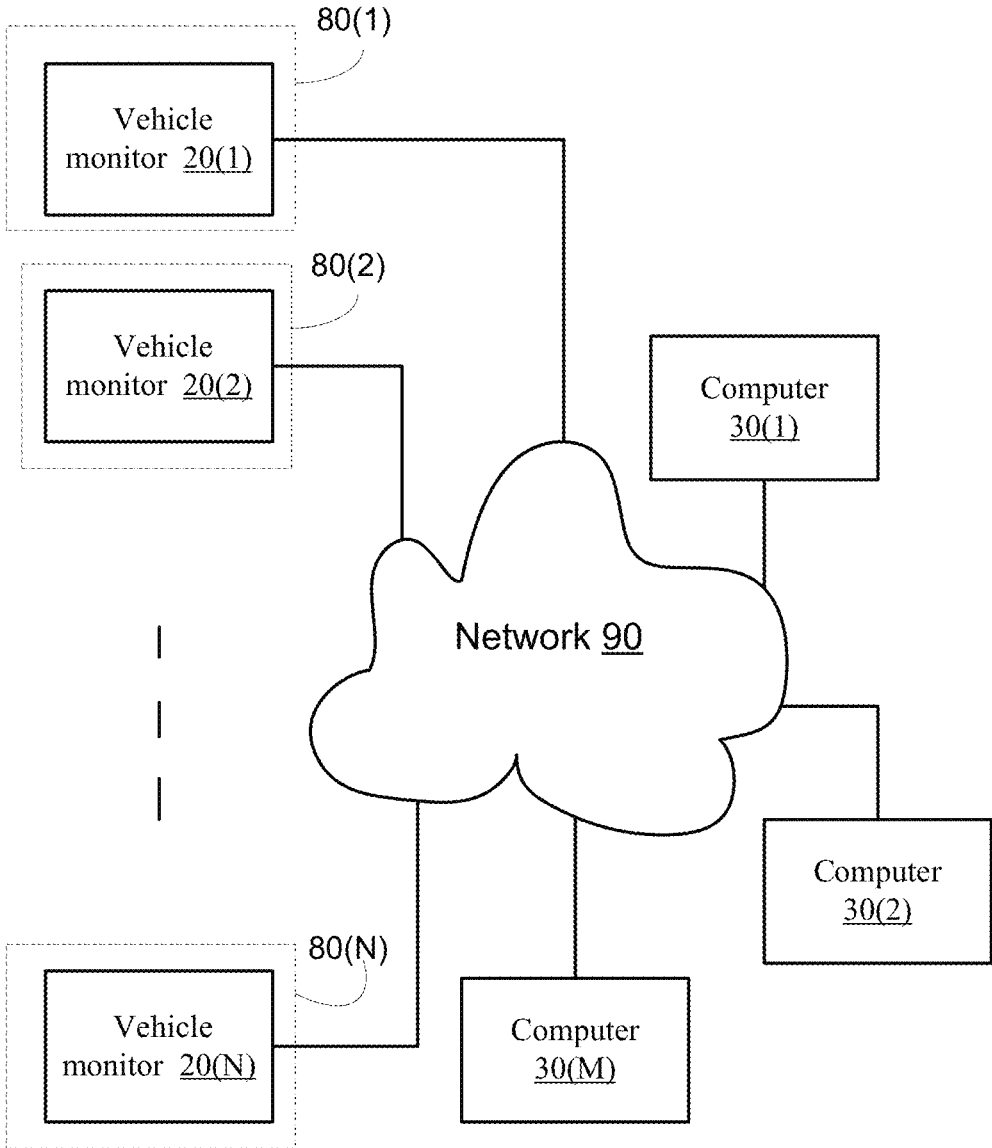 80(1)
Vehicle
monitor 20(1)
80(2)
Vehicle
monitor 20(2)
Computer
30(1)
Network 90
Computer
30(2)
80(N)
Vehicle
monitor 20(N)
Computer
30(M)